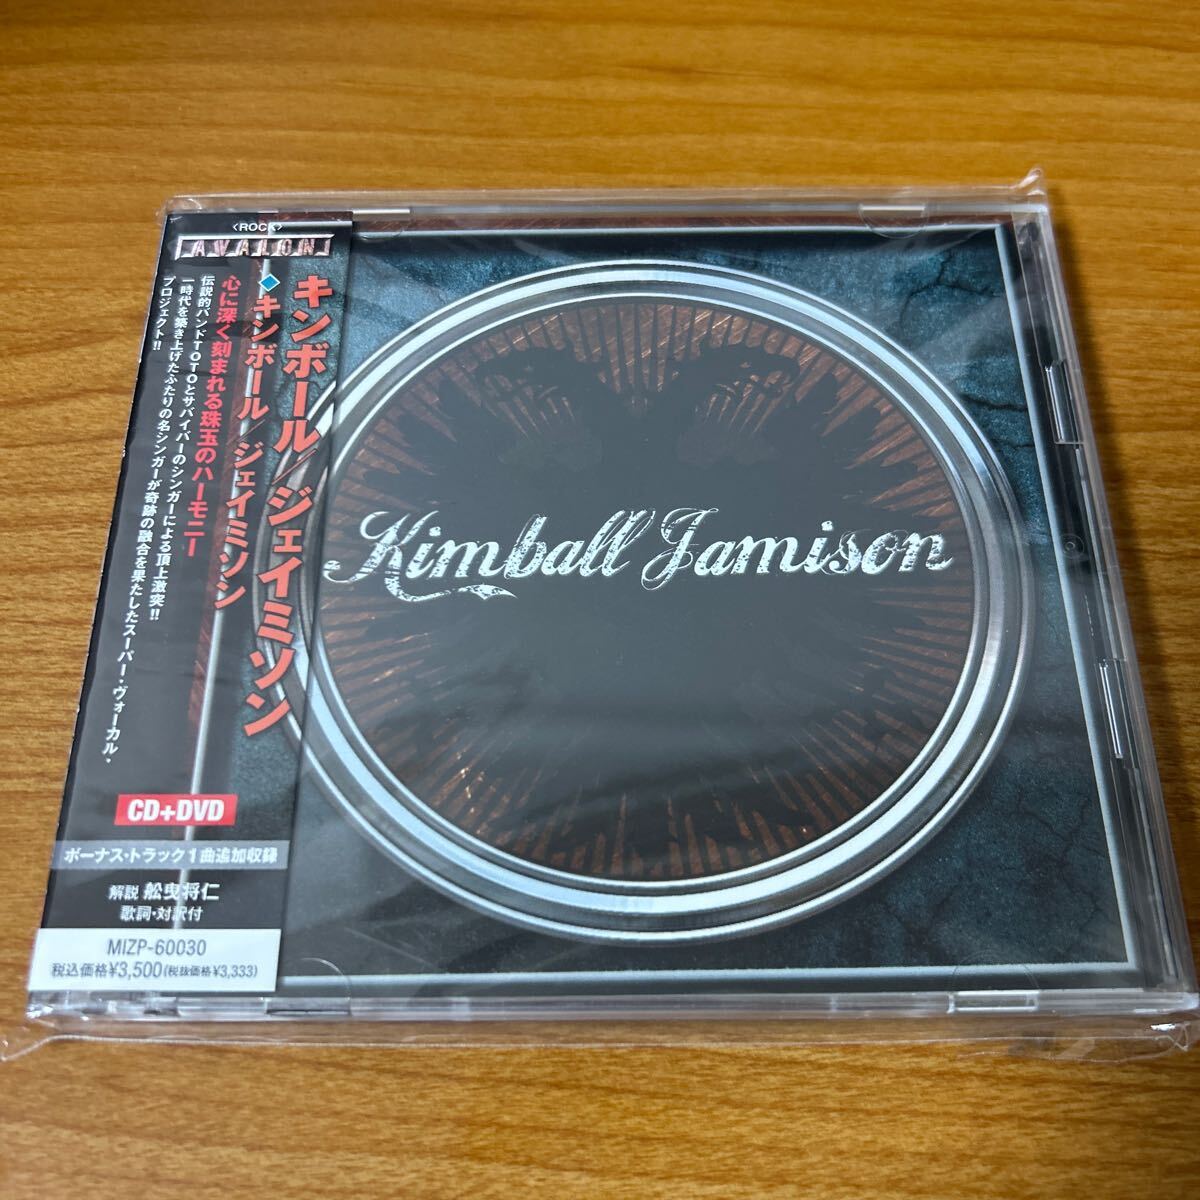 〈ROCK〉
AVALON
キンボール/ジェイミソン
◆キンボール/ジェイミソン
心に深く刻まれる珠玉のハーモニー
伝説的バンドTOTOとサバイバーのシンガーによる頂上激突!!
一時代を築き上げたふたりの名シンガーが奇跡の融合を果たしたスーパー・ヴォーカル・
プロジェクト!!
CD+DVD
ボーナス・トラック1曲追加収録
解説 舩曳将仁
歌詞・対訳付
MIZP-60030
税込価格¥3,500(税抜価格¥3,333)
Kimball Jamison